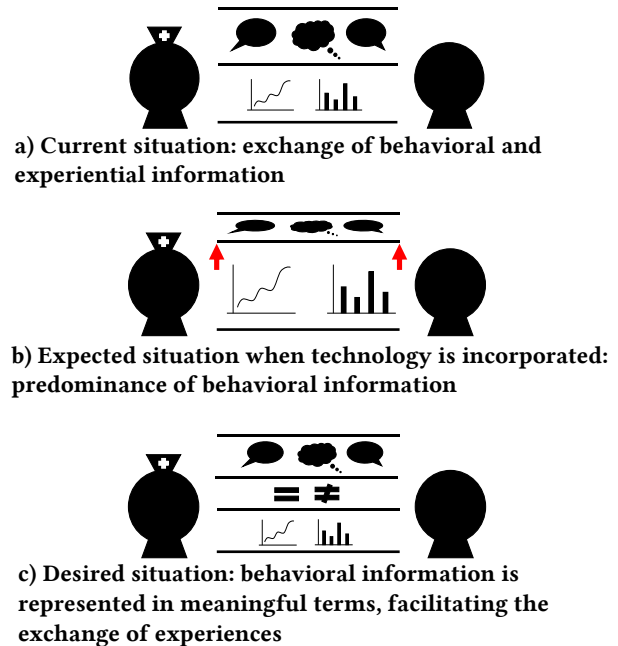 a) Current situation: exchange of behavioral and
experiential information
b) Expected situation when technology is incorporated:
predominance of behavioral information
c) Desired situation: behavioral information is
represented in meaningful terms, facilitating the
exchange of experiences